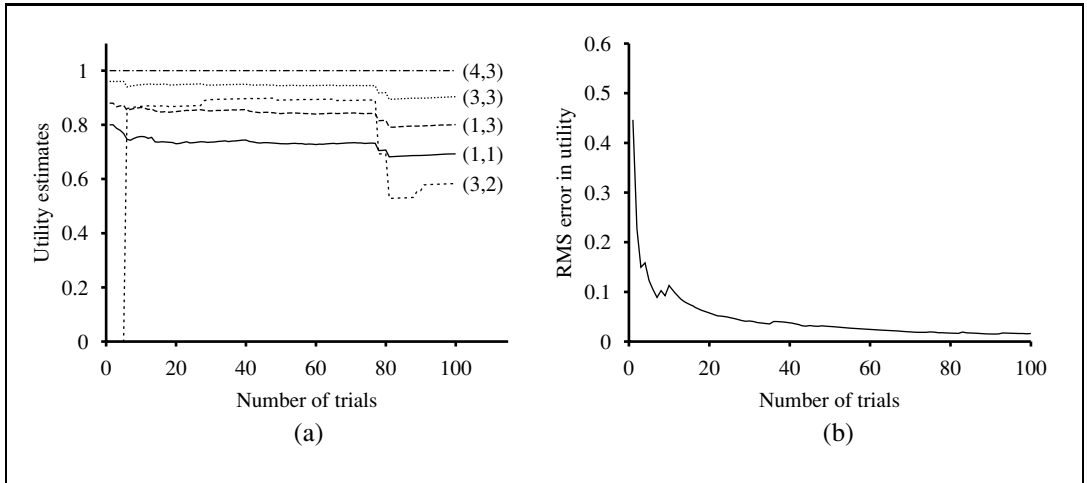 1
0.8
0.6
0.4
0.2
0
Utility estimates
(4,3)
(3,3)
(1,3)
(1,1)
(3,2)
0 20 40 60 80 100
Number of trials
(a)
0.6
0.5
0.4
0.3
0.2
0.1
0
RMS error in utility
0 20 40 60 80 100
Number of trials
(b)